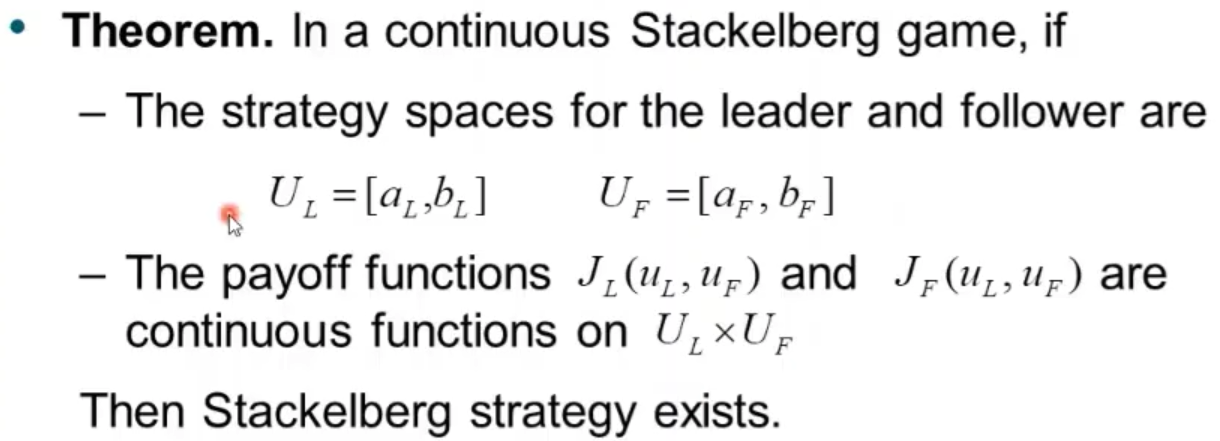 • Theorem. In a continuous Stackelberg game, if
– The strategy spaces for the leader and follower are
U_L =[a_L,b_L] U_F =[a_F, b_F]
– The payoff functions J_L(u_L, u_F) and J_F(u_L, u_F) are
continuous functions on U_L×U_F
Then Stackelberg strategy exists.